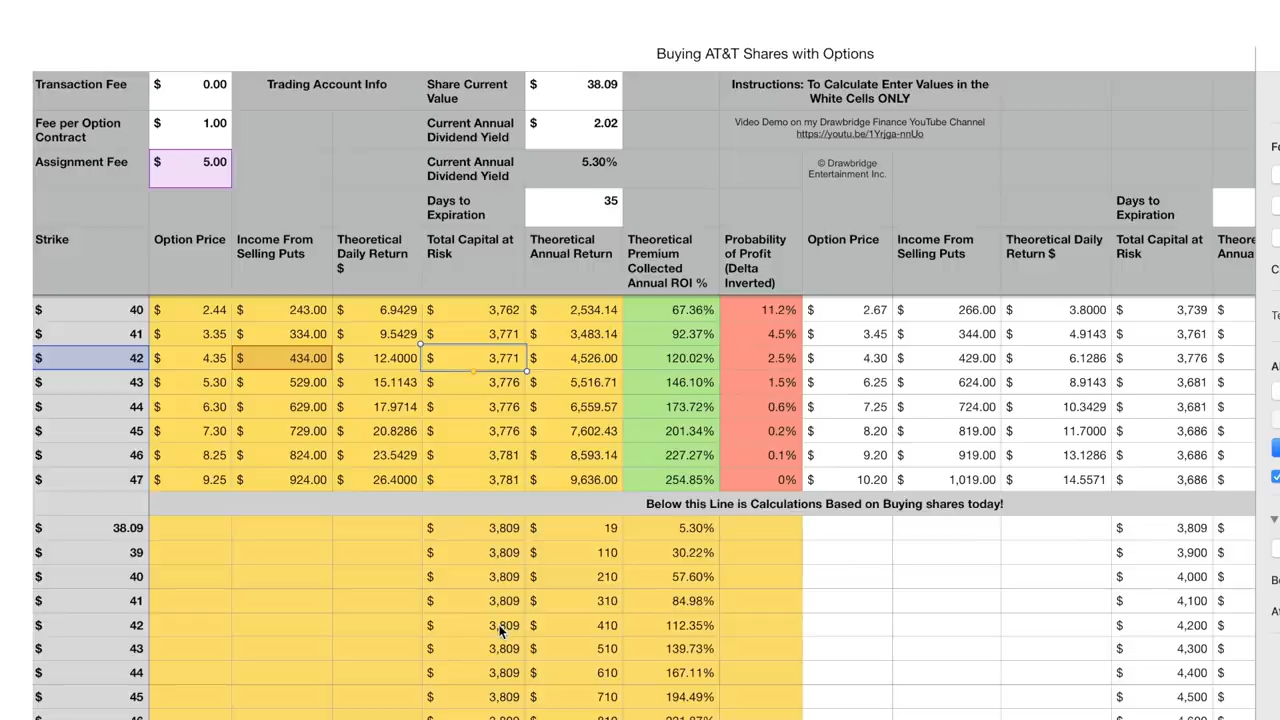 Buying AT&T Shares with Options
Transaction Fee $ 0.00 Trading Account Info Share Current Value $ 38.09 Instructions: To Calculate Enter Values in the White Cells ONLY
Fee per Option Contract $ 1.00 Current Annual Dividend Yield $ 2.02 Video Demo on my Drawbridge Finance YouTube Channel https://youtu.be/1Yrjga-nnUo
Assignment Fee $ 5.00 Current Annual Dividend Yield 5.30% © Drawbridge Entertainment Inc.
Days to Expiration 35 Days to Expiration
Strike Option Price Income From Selling Puts Theoretical Daily Return $ Total Capital at Risk Theoretical Annual Return Theoretical Premium Collected Annual ROI % Probability of Profit (Delta Inverted) Option Price Income From Selling Puts Theoretical Daily Return $ Total Capital at Risk
$ 40 $ 2.44 $ 243.00 $ 6.9429 $ 3,762 $ 2,534.14 67.36% 11.2% $ 2.67 $ 266.00 $ 3.8000 $ 3,739 $
$ 41 $ 3.35 $ 334.00 $ 9.5429 $ 3,771 $ 3,483.14 92.37% 4.5% $ 3.45 $ 344.00 $ 4.9143 $ 3,761 $
$ 42 $ 4.35 $ 434.00 $ 12.4000 $ 3,771 $ 4,526.00 120.02% 2.5% $ 4.30 $ 429.00 $ 6.1286 $ 3,776 $
$ 43 $ 5.30 $ 529.00 $ 15.1143 $ 3,776 $ 5,516.71 146.10% 1.5% $ 6.25 $ 624.00 $ 8.9143 $ 3,681 $
$ 44 $ 6.30 $ 629.00 $ 17.9714 $ 3,776 $ 6,559.57 173.72% 0.6% $ 7.25 $ 724.00 $ 10.3429 $ 3,681 $
$ 45 $ 7.30 $ 729.00 $ 20.8286 $ 3,776 $ 7,602.43 201.34% 0.2% $ 8.20 $ 819.00 $ 11.7000 $ 3,686 $
$ 46 $ 8.25 $ 824.00 $ 23.5429 $ 3,781 $ 8,593.14 227.27% 0.1% $ 9.20 $ 919.00 $ 13.1286 $ 3,686 $
$ 47 $ 9.25 $ 924.00 $ 26.4000 $ 3,781 $ 9,636.00 254.85% 0% $ 10.20 $ 1,019.00 $ 14.5571 $ 3,686 $
Below this Line is Calculations Based on Buying shares today!
$ 38.09 $ 3,809 $ 19 5.30% $ 3,809 $
$ 39 $ 3,809 $ 110 30.22% $ 3,900 $
$ 40 $ 3,809 $ 210 57.60% $ 4,000 $
$ 41 $ 3,809 $ 310 84.98% $ 4,100 $
$ 42 $ 3,809 $ 410 112.35% $ 4,200 $
$ 43 $ 3,809 $ 510 139.73% $ 4,300 $
$ 44 $ 3,809 $ 610 167.11% $ 4,400 $
$ 45 $ 3,809 $ 710 194.49% $ 4,500 $